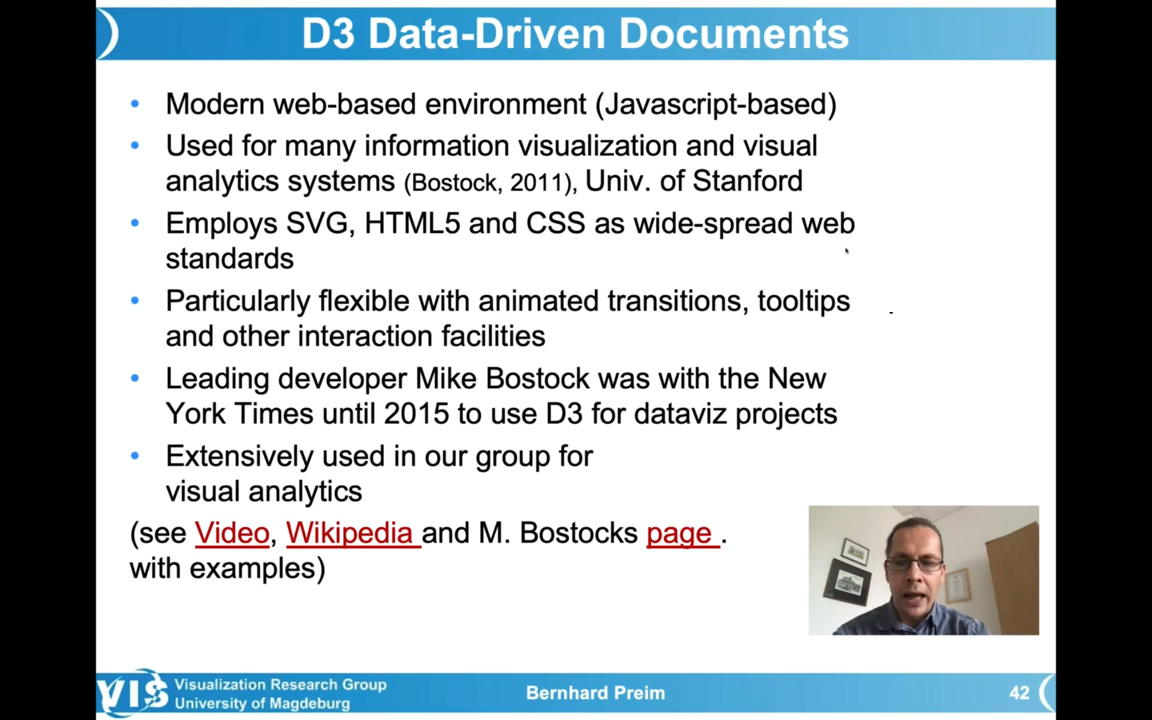 D3 Data-Driven Documents
• Modern web-based environment (Javascript-based)
• Used for many information visualization and visual
analytics systems (Bostock, 2011), Univ. of Stanford
• Employs SVG, HTML5 and CSS as wide-spread web
standards
• Particularly flexible with animated transitions, tooltips
and other interaction facilities
• Leading developer Mike Bostock was with the New
York Times until 2015 to use D3 for dataviz projects
• Extensively used in our group for
visual analytics
(see Video, Wikipedia and M. Bostocks page .
with examples)
VIS Visualization Research Group
University of Magdeburg
Bernhard Preim
42